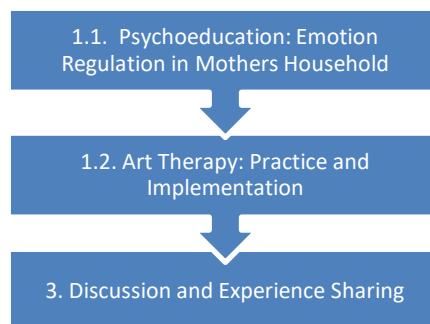 1.1. Psychoeducation: Emotion
Regulation in Mothers Household
1.2. Art Therapy: Practice and
Implementation
3. Discussion and Experience Sharing